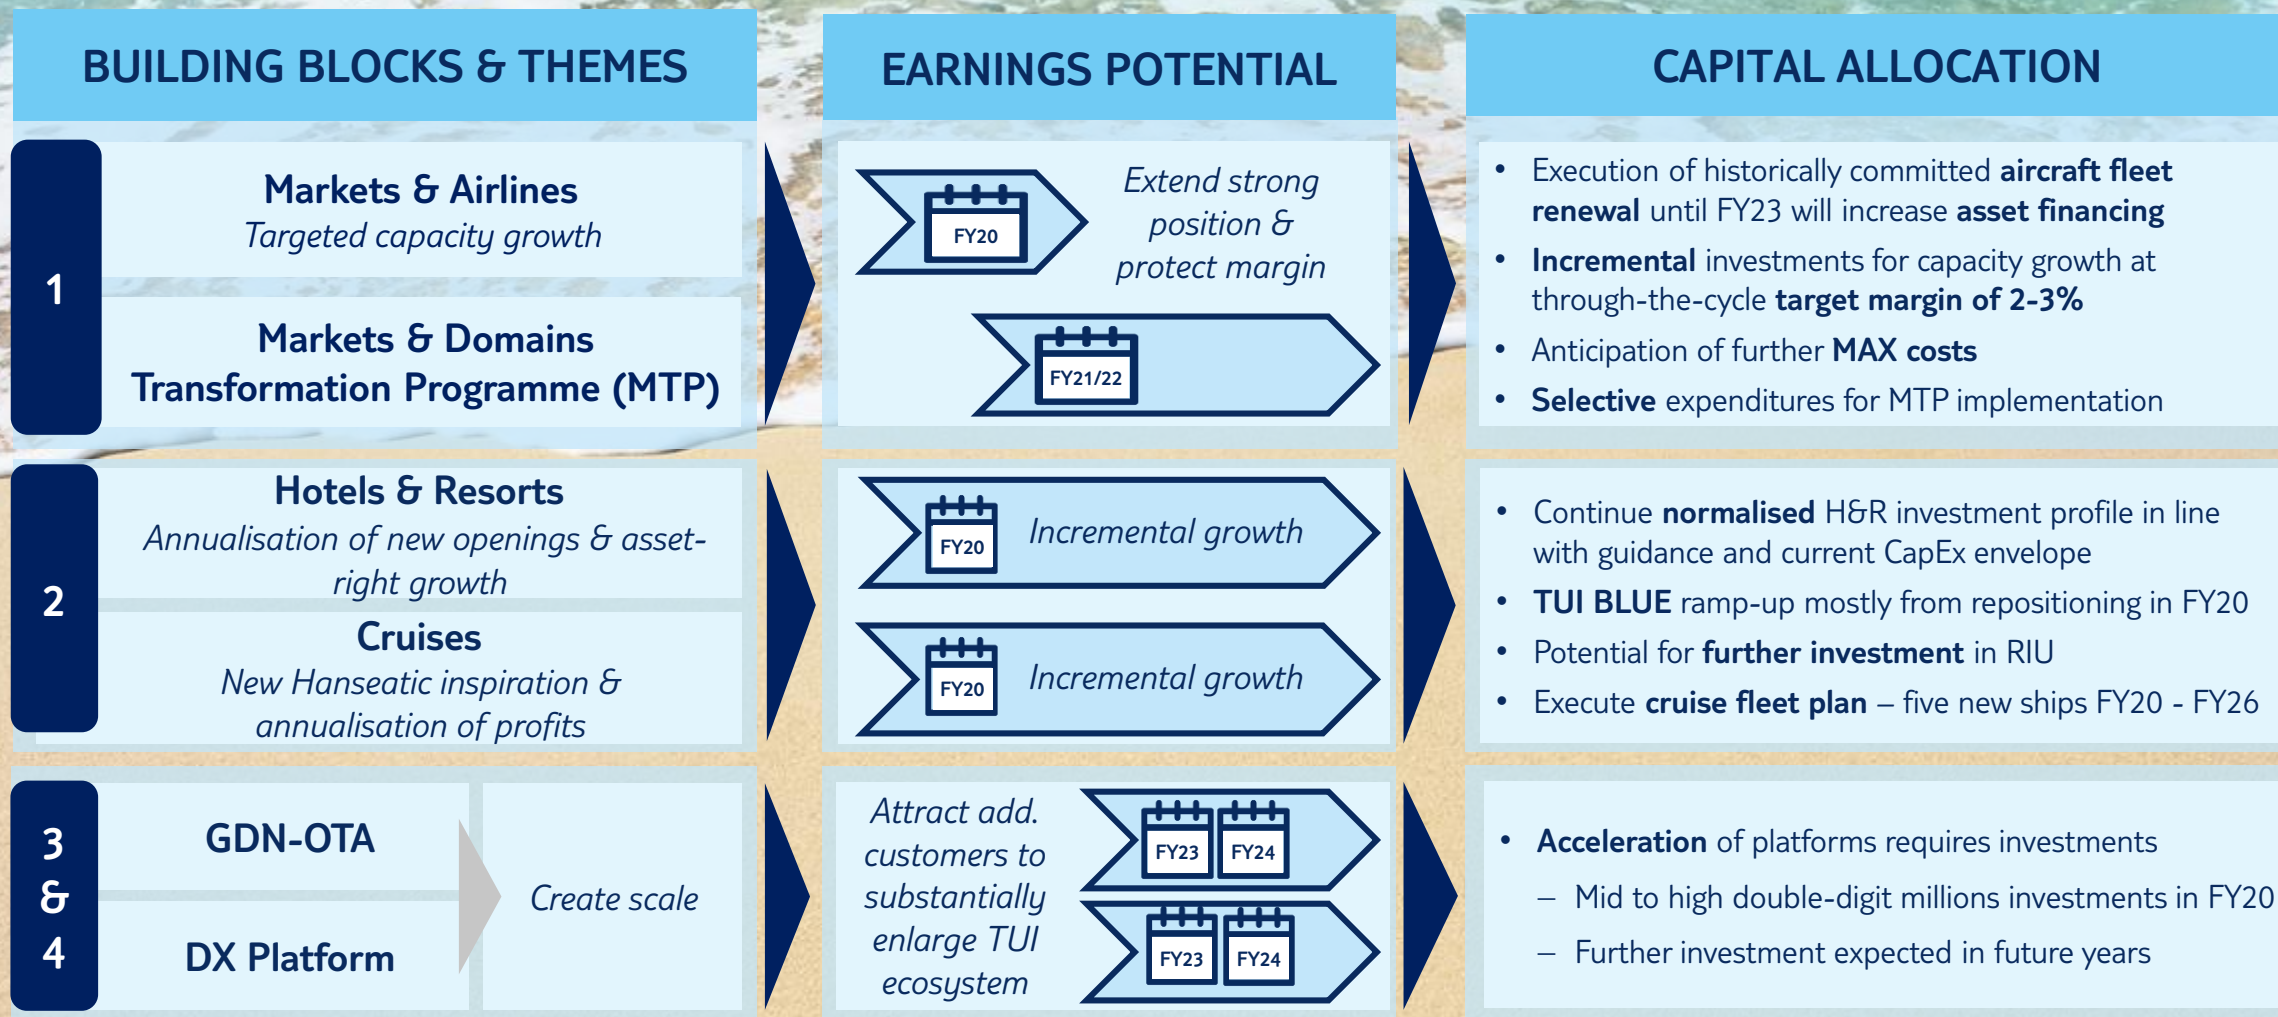 BUILDING BLOCKS & THEMES
EARNINGS POTENTIAL
CAPITAL ALLOCATION
1
Markets & Airlines
Targeted capacity growth
Markets & Domains
Transformation Programme (MTP)
FY20
Extend strong
position &
protect margin
FY21/22
• Execution of historically committed aircraft fleet
renewal until FY23 will increase asset financing
• Incremental investments for capacity growth at
through-the-cycle target margin of 2-3%
• Anticipation of further MAX costs
• Selective expenditures for MTP implementation
2
Hotels & Resorts
Annualisation of new openings & asset-
right growth
Cruises
New Hanseatic inspiration &
annualisation of profits
FY20
Incremental growth
FY20
Incremental growth
• Continue normalised H&R investment profile in line
with guidance and current CapEx envelope
• TUI BLUE ramp-up mostly from repositioning in FY20
• Potential for further investment in RIU
• Execute cruise fleet plan – five new ships FY20 - FY26
3
&
4
GDN-OTA
DX Platform
Create scale
Attract add.
customers to
substantially
enlarge TUI
ecosystem
FY23 FY24
FY23 FY24
• Acceleration of platforms requires investments
– Mid to high double-digit millions investments in FY20
– Further investment expected in future years